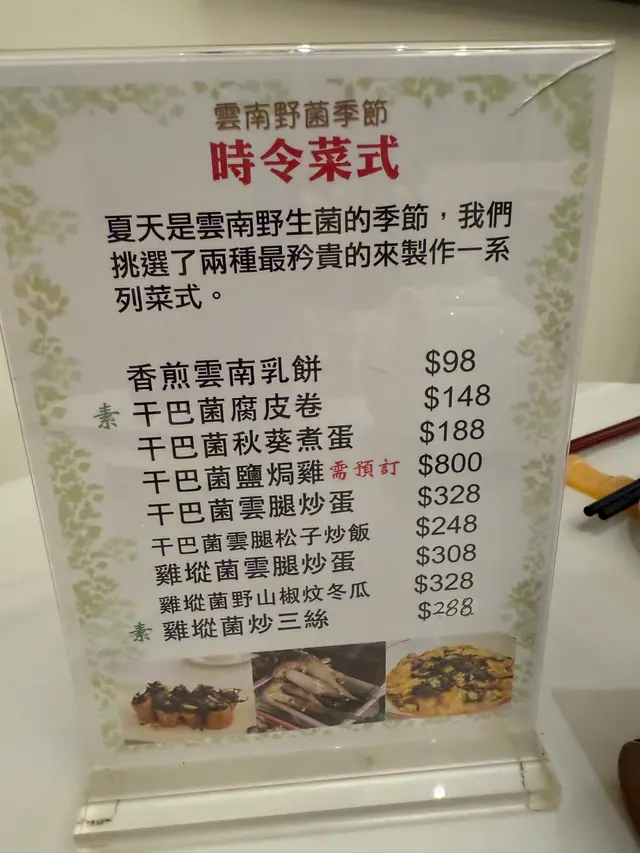 雲南野菌季節
時令菜式
夏天是雲南野生菌的季節，我們
挑選了兩種最矜貴的來製作一系
列菜式。
香煎雲南乳餅 $98
素 干巴菌腐皮卷 $148
干巴菌秋葵煮蛋 $188
干巴菌鹽焗雞需預訂 $800
干巴菌雲腿炒蛋 $328
干巴菌雲腿松子炒飯 $248
雞㙡菌雲腿炒蛋 $308
雞㙡菌野山椒炆冬瓜 $328
素 雞㙡菌炒三絲 $288